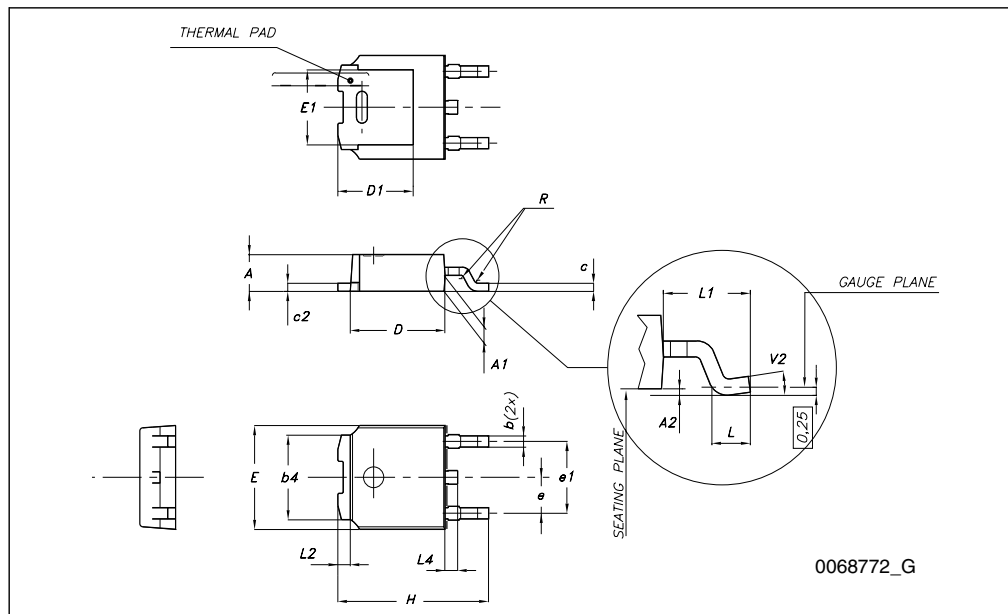 THERMAL PAD
E1
D1
R
A
c
c2
D
A1
L1
GAUGE PLANE
V2
A2
L
0,25
SEATING PLANE
b(2x)
E
b4
e
e1
L2
L4
H
0068772_G